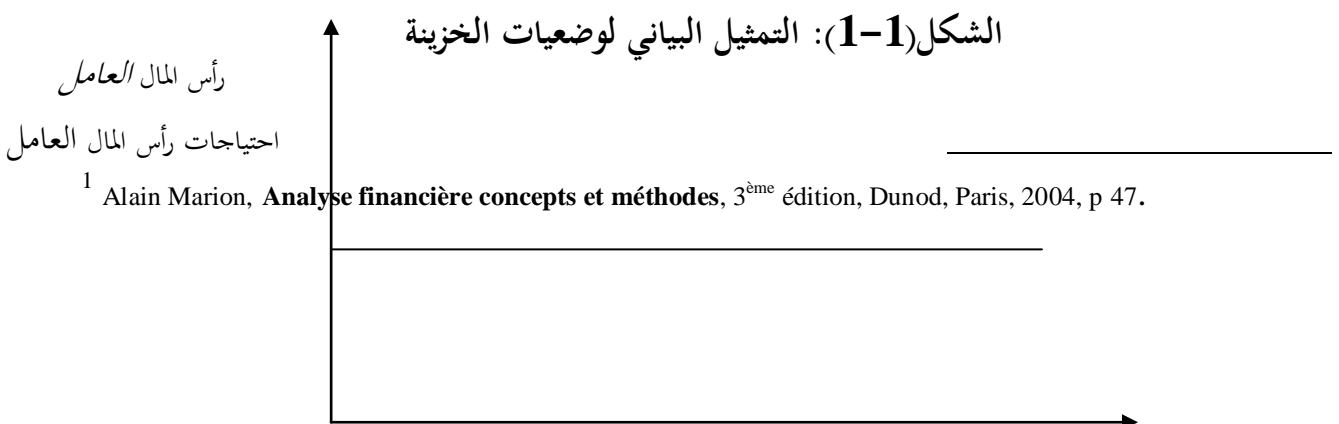 الشكل(1-1): التمثيل البياني لوضعيات الخزينة
رأس المال العامل
احتياجات رأس المال العامل
1 Alain Marion, Analyse financière concepts et méthodes, 3ème édition, Dunod, Paris, 2004, p 47.